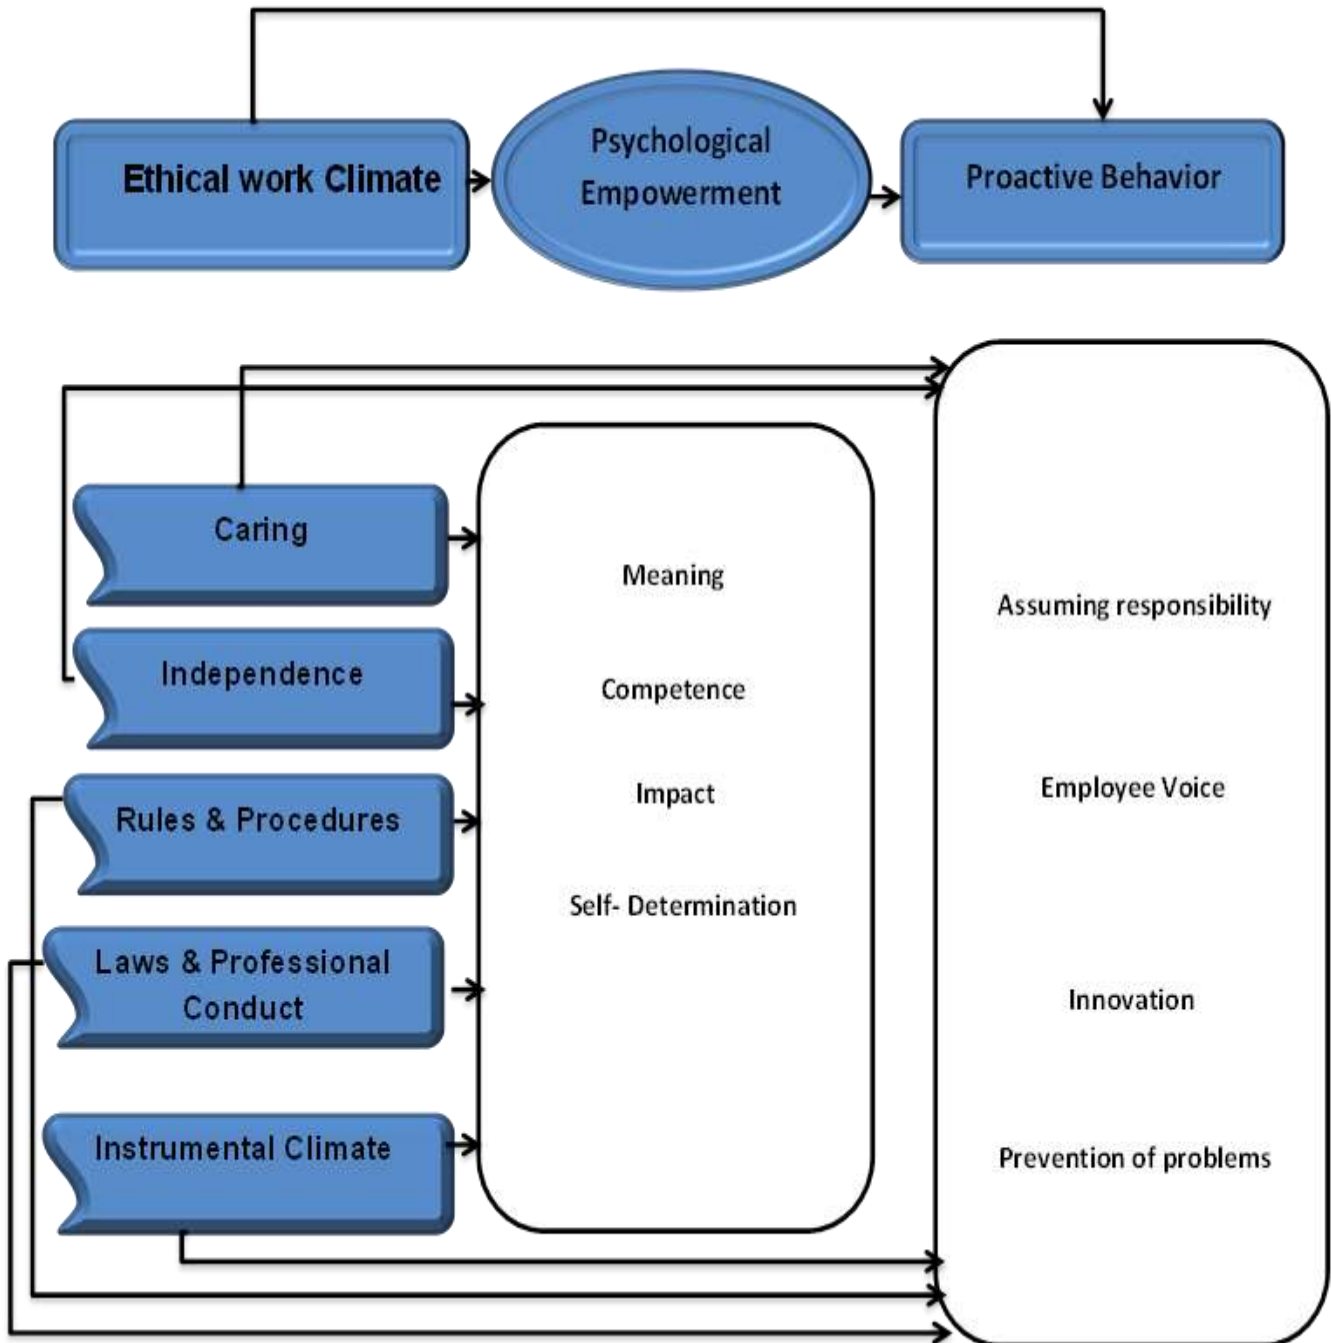 Ethical work Climate
Psychological
Empowerment
Proactive Behavior
Caring
Independence
Rules & Procedures
Laws & Professional
Conduct
Instrumental Climate
Meaning
Competence
Impact
Self- Determination
Assuming responsibility
Employee Voice
Innovation
Prevention of problems